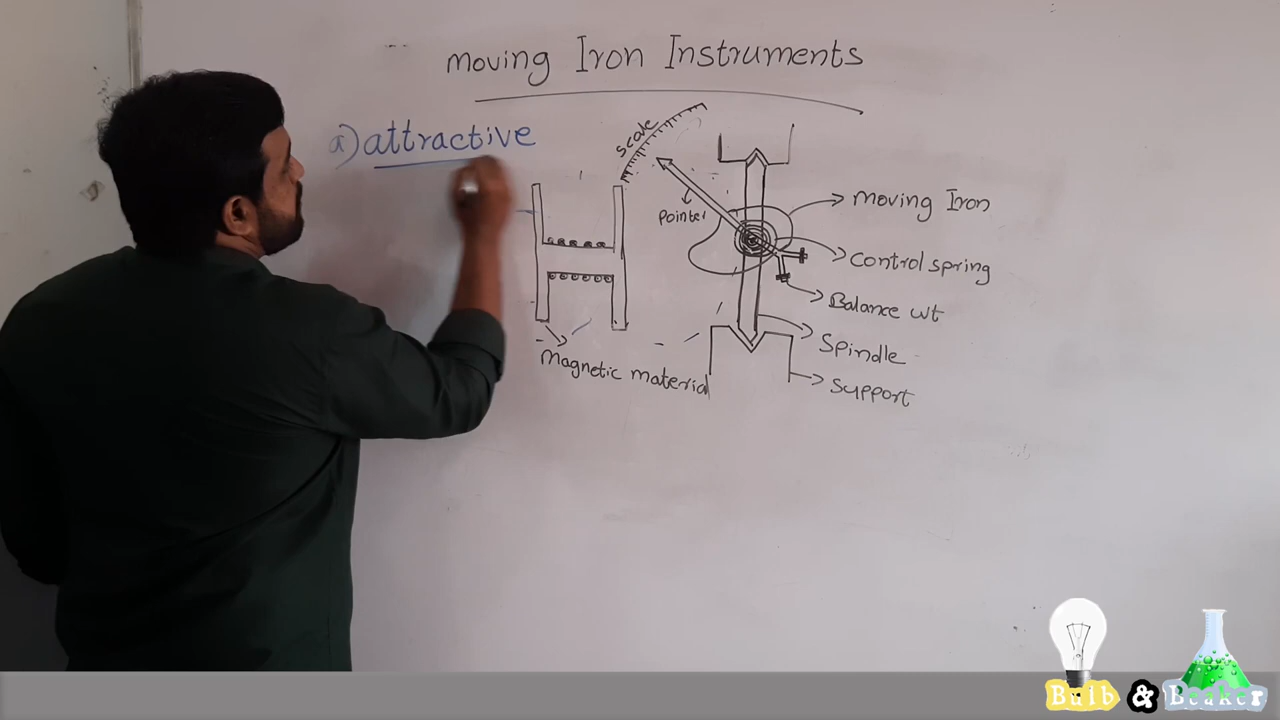 Moving Iron Instruments
a) attractive
scale
Pointer
Moving Iron
Control spring
Balance wt
Spindle
Support
Magnetic material
Bulb & Beaker